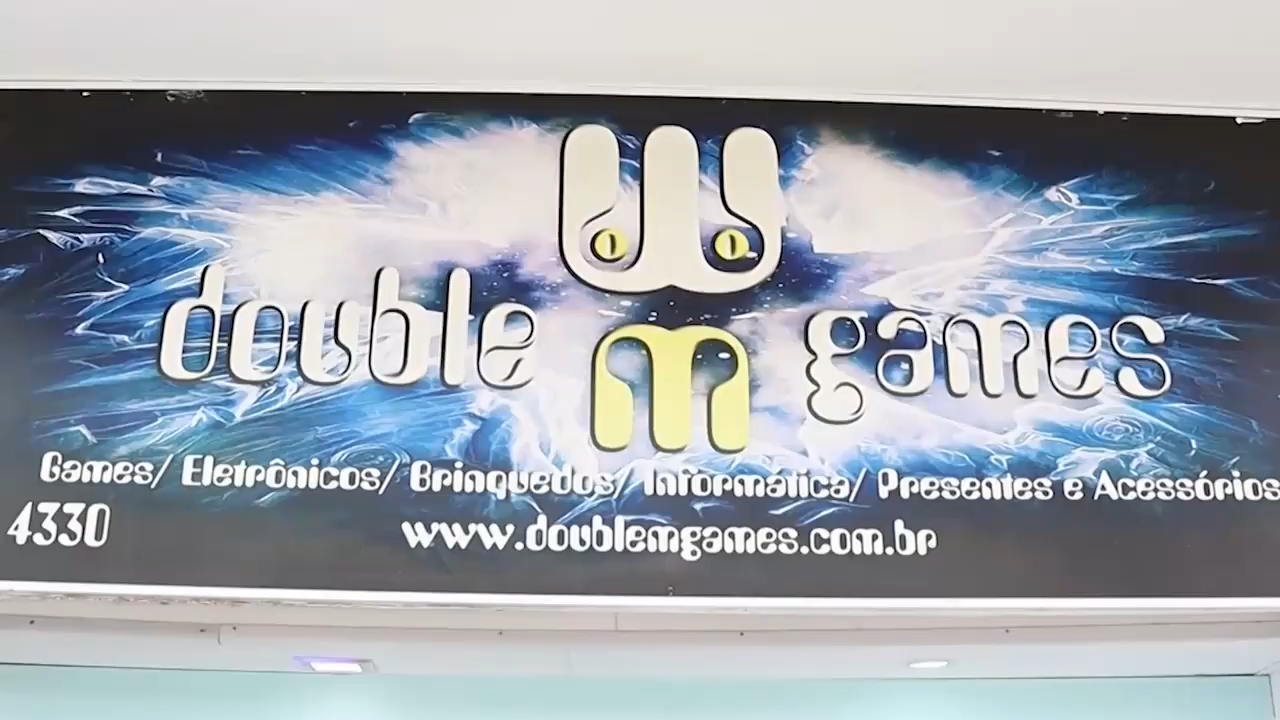 double m games
Games/ Eletrônicos/ Brinquedos/ Informática/ Presentes e Acessórios
4330
www.doublemgames.com.br